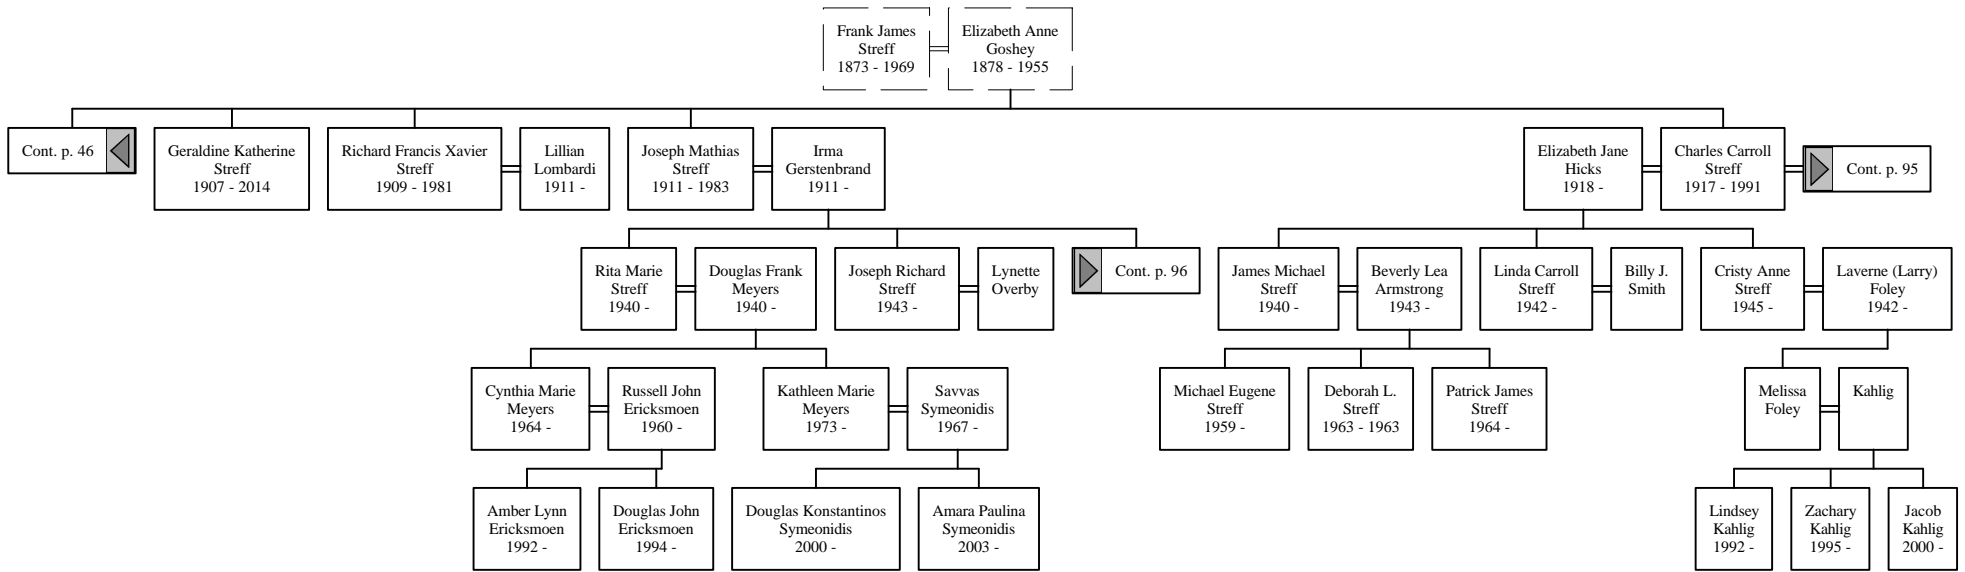 Frank James
Streff
1873 - 1969
Elizabeth Anne
Goshey
1878 - 1955
Cont. p. 46
Geraldine Katherine
Streff
1907 - 2014
Richard Francis Xavier
Streff
1909 - 1981
Lillian
Lombardi
1911 -
Joseph Mathias
Streff
1911 - 1983
Irma
Gerstenbrand
1911 -
Elizabeth Jane
Hicks
1918 -
Charles Carroll
Streff
1917 - 1991
Cont. p. 95
Rita Marie
Streff
1940 -
Douglas Frank
Meyers
1940 -
Joseph Richard
Streff
1943 -
Lynette
Overby
Cont. p. 96
James Michael
Streff
1940 -
Beverly Lea
Armstrong
1943 -
Linda Carroll
Streff
1942 -
Billy J.
Smith
Cristy Anne
Streff
1945 -
Laverne (Larry)
Foley
1942 -
Cynthia Marie
Meyers
1964 -
Russell John
Ericksmoen
1960 -
Kathleen Marie
Meyers
1973 -
Savvas
Symeonidis
1967 -
Michael Eugene
Streff
1959 -
Deborah L.
Streff
1963 - 1963
Patrick James
Streff
1964 -
Melissa
Foley
Kahlig
Amber Lynn
Ericksmoen
1992 -
Douglas John
Ericksmoen
1994 -
Douglas Konstantinos
Symeonidis
2000 -
Amara Paulina
Symeonidis
2003 -
Lindsey
Kahlig
1992 -
Zachary
Kahlig
1995 -
Jacob
Kahlig
2000 -